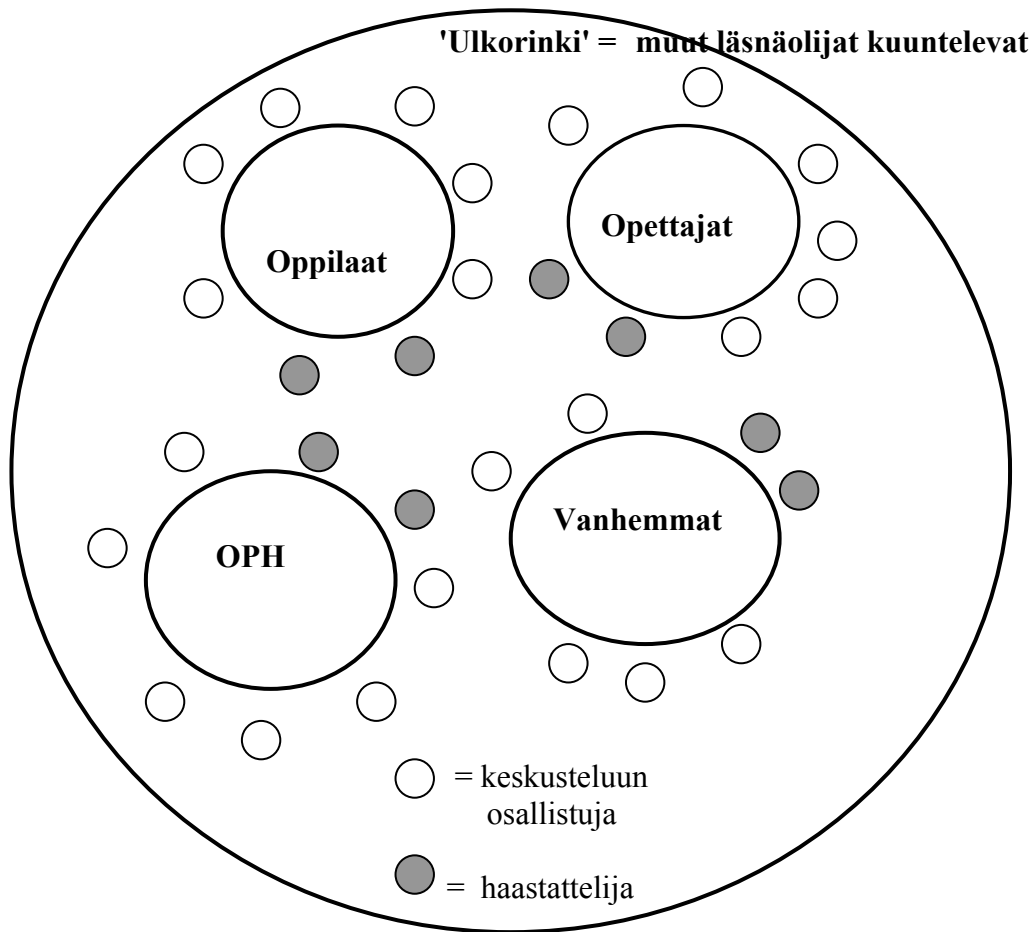 'Ulkorinki' = muut läsnäolijat kuuntelevat
Oppilaat
Opettajat
OPH
Vanhemmat
= keskusteluun
osallistuja
= haastattelija